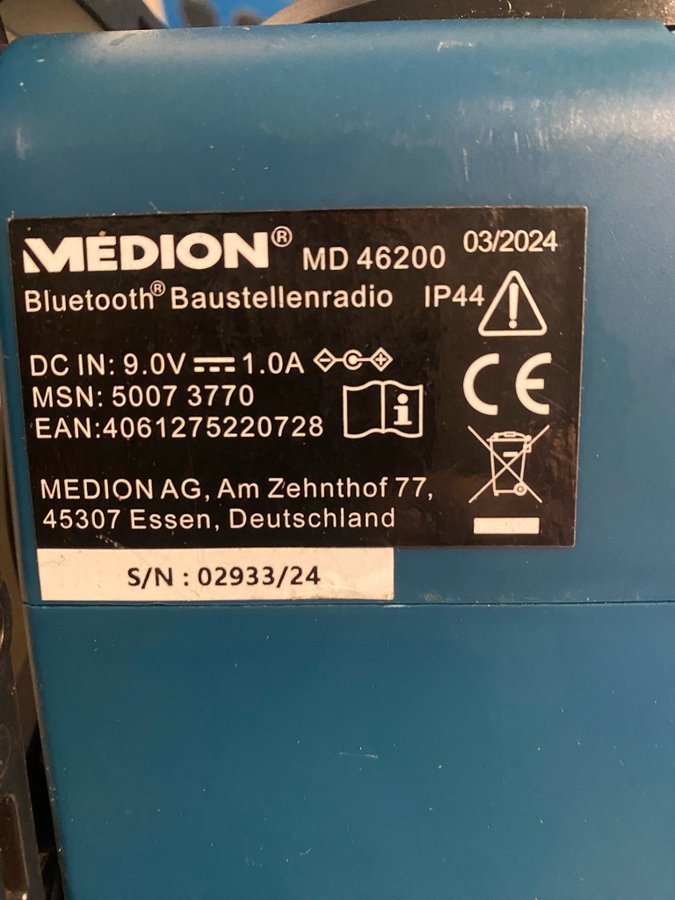 MEDION® MD 46200 03/2024
Bluetooth® Baustellenradio IP44
DC IN: 9.0V ⎓ 1.0A
MSN: 5007 3770
EAN:4061275220728
MEDION AG, Am Zehnthof 77,
45307 Essen, Deutschland
S/N : 02933/24